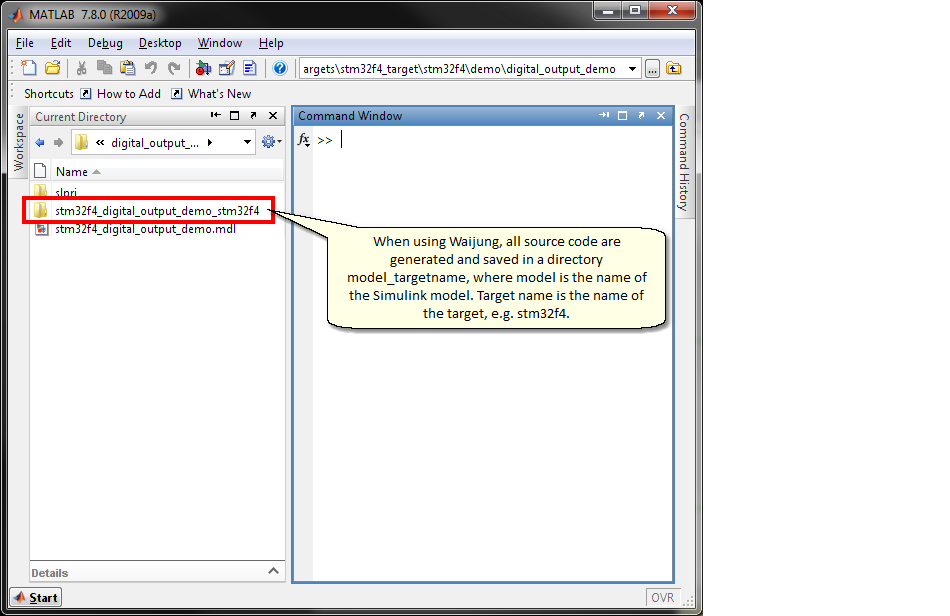 MATLAB 7.8.0 (R2009a)
File Edit Debug Desktop Window Help
argets\stm32f4_target\stm32f4\demo\digital_output_demo ...
Shortcuts How to Add What's New
Workspace
Current Directory
« digital_output_...
Name
slprj
stm32f4_digital_output_demo_stm32f4
stm32f4_digital_output_demo.mdl
Details
Command Window
fx >>
When using Waijung, all source code are
generated and saved in a directory
model_targetname, where model is the name of
the Simulink model. Target name is the name of
the target, e.g. stm32f4.
Command History
Start
OVR